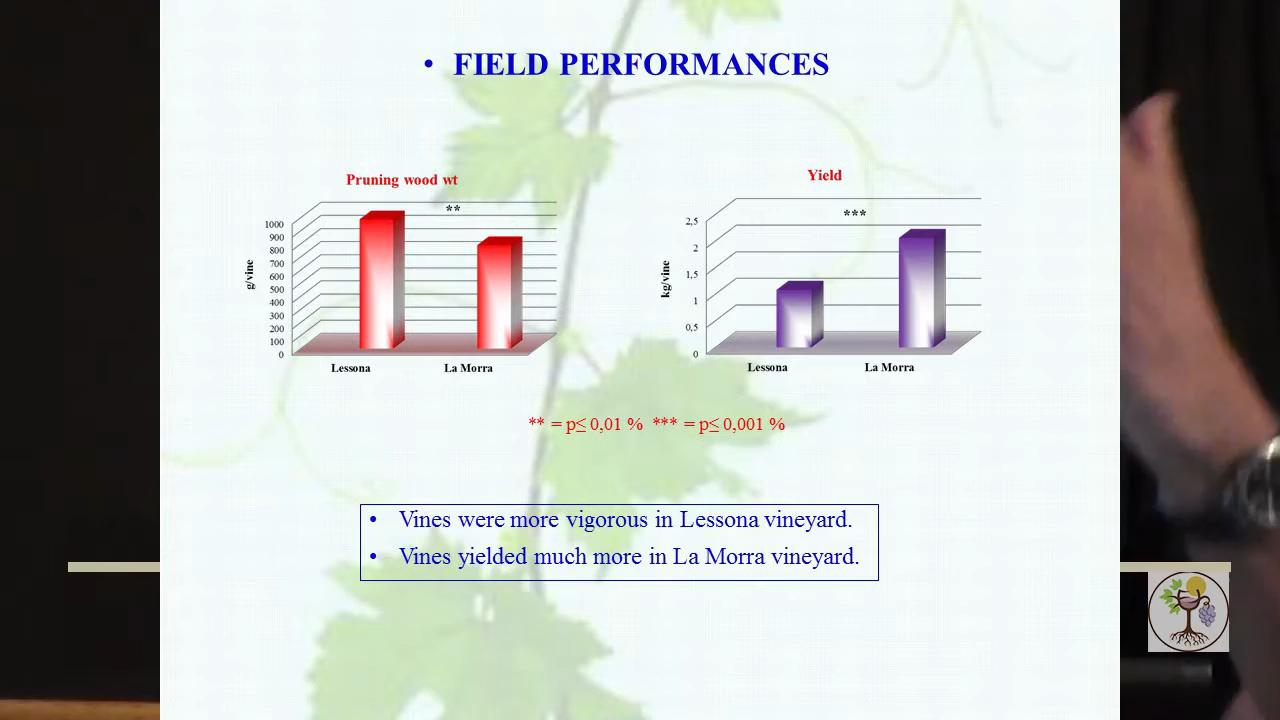 • FIELD PERFORMANCES
Pruning wood wt
**
1000
900
800
700
600
500
400
300
200
100
0
g/vine
Lessona
La Morra
Yield
***
2,5
2
1,5
1
0,5
0
kg/vine
Lessona
La Morra
** = p≤ 0,01 % *** = p≤ 0,001 %
• Vines were more vigorous in Lessona vineyard.
• Vines yielded much more in La Morra vineyard.